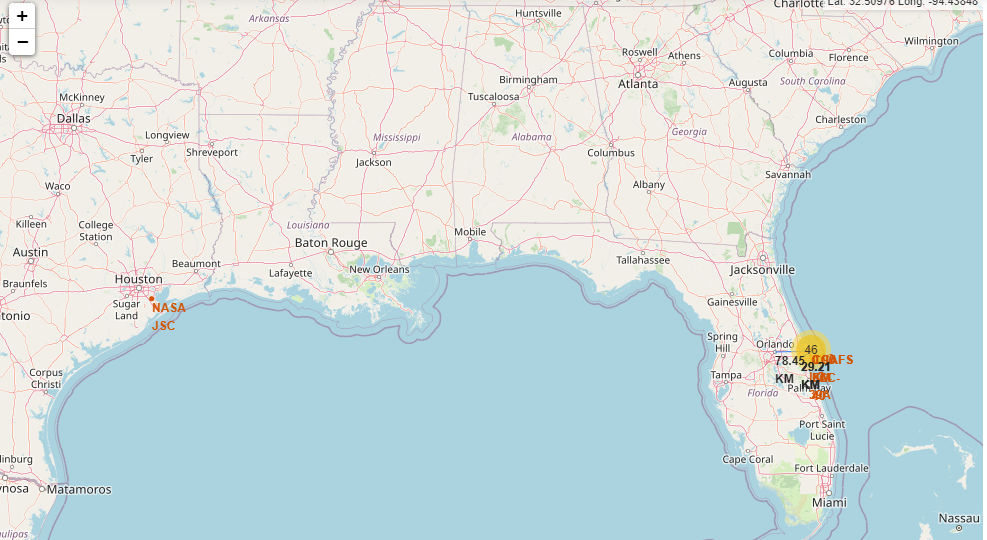 +
−
Arkansas
Huntsville
Charlotte
Lat: 32.50976 Long: -94.43848
Wilmington
Roswell
Athens
Columbia
Florence
Atlanta
Birmingham
Augusta
South Carolina
McKinney
Tuscaloosa
Dallas
Charleston
Longview
Mississippi
Alabama
Georgia
Shreveport
Tyler
Jackson
Columbus
Savannah
Waco
Albany
Killeen
College
Station
Louisiana
Mobile
Baton Rouge
Austin
Tallahassee
Beaumont
Lafayette
New Orleans
Jacksonville
Houston
Braunfels
Sugar
Land
NASA
JSC
tonio
Gainesville
Spring
Hill
Orlando
46
78.45
KM
29.21
KM
Tampa
Corpus
Christi
Florida
Port Saint
Lucie
Cape Coral
Fort Lauderdale
Matamoros
Miami
Nassau